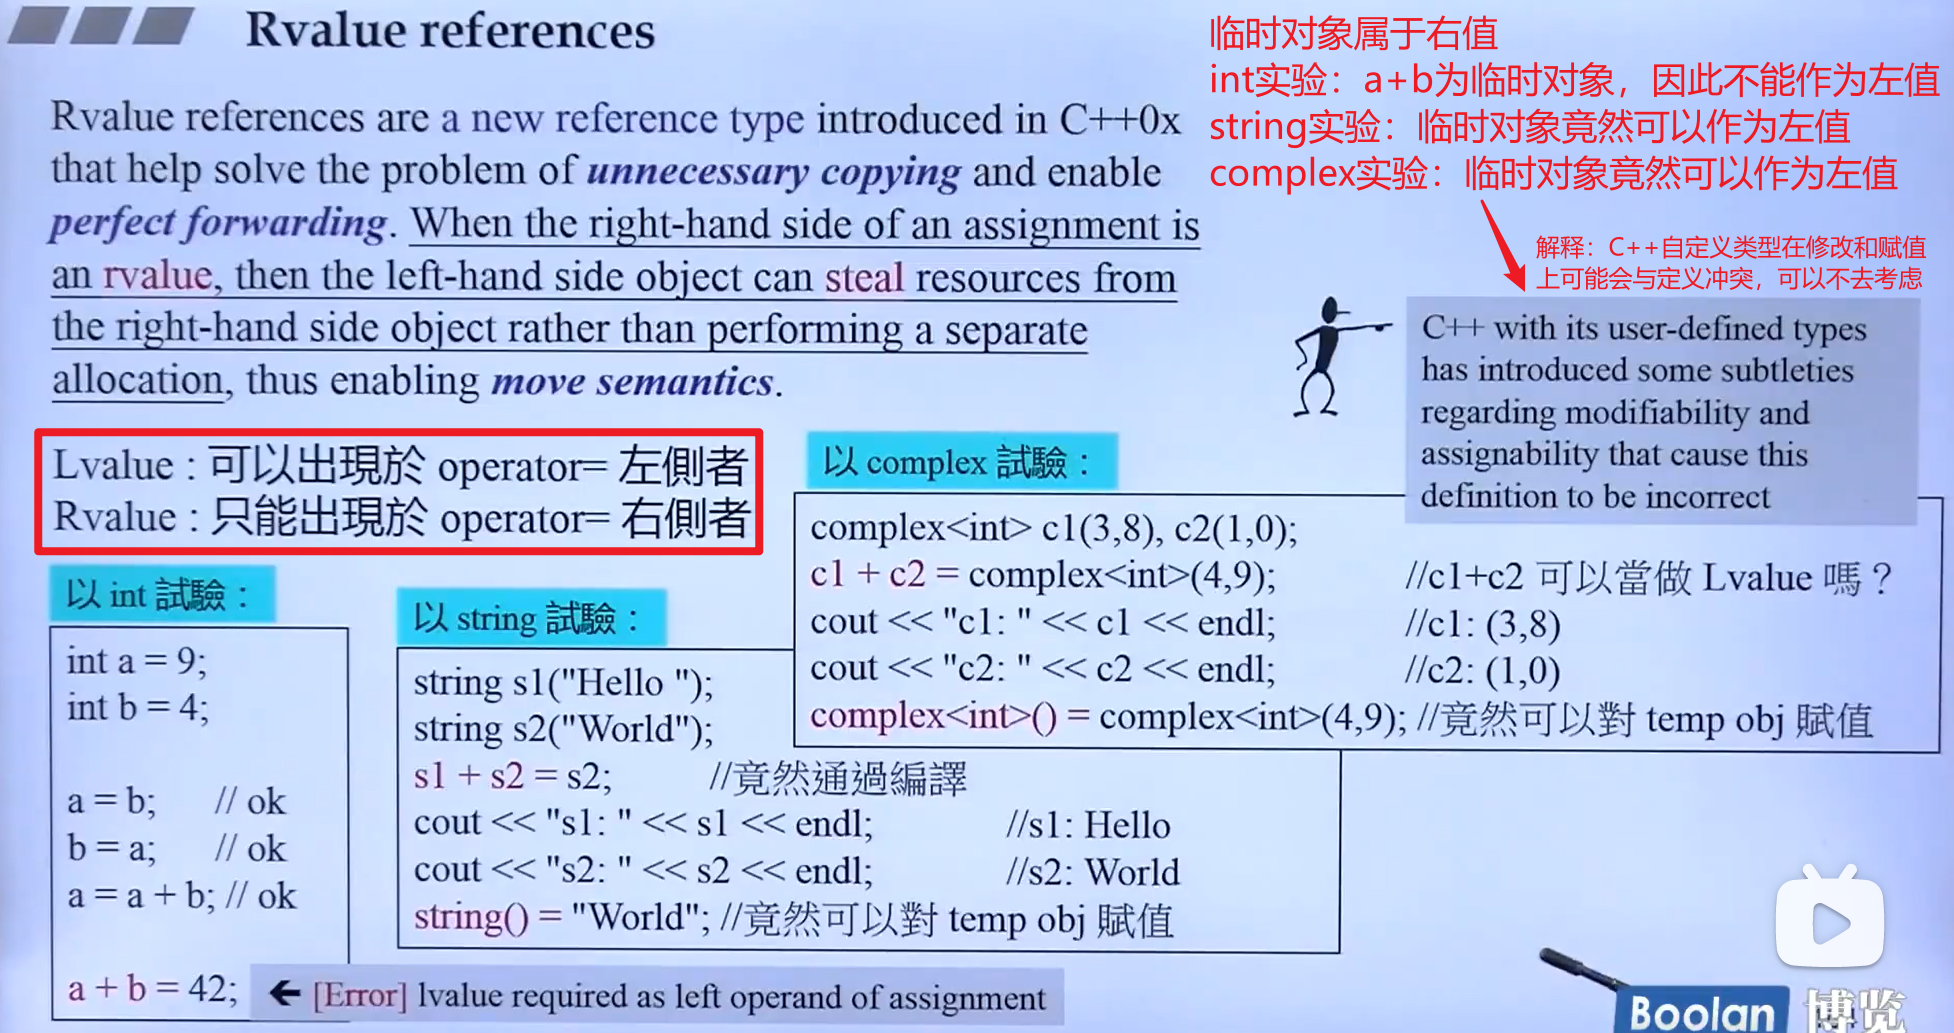 Rvalue references
临时对象属于右值
int实验：a+b为临时对象，因此不能作为左值
string实验：临时对象竟然可以作为左值
complex实验：临时对象竟然可以作为左值
解释：C++自定义类型在修改和赋值
上可能会与定义冲突，可以不去考虑
Rvalue references are a new reference type introduced in C++0x
that help solve the problem of unnecessary copying and enable
perfect forwarding. When the right-hand side of an assignment is
an rvalue, then the left-hand side object can steal resources from
the right-hand side object rather than performing a separate
allocation, thus enabling move semantics.
C++ with its user-defined types
has introduced some subtleties
regarding modifiability and
assignability that cause this
definition to be incorrect
Lvalue : 可以出現於 operator= 左側者
Rvalue : 只能出現於 operator= 右側者
以 int 試驗：
int a = 9;
int b = 4;
a = b; // ok
b = a; // ok
a = a + b; // ok
a + b = 42;
← [Error] lvalue required as left operand of assignment
以 string 試驗：
string s1("Hello ");
string s2("World");
s1 + s2 = s2; //竟然通過編譯
cout << "s1: " << s1 << endl; //s1: Hello
cout << "s2: " << s2 << endl; //s2: World
string() = "World"; //竟然可以對 temp obj 賦值
以 complex 試驗：
complex<int> c1(3,8), c2(1,0);
c1 + c2 = complex<int>(4,9); //c1+c2 可以當做 Lvalue 嗎？
cout << "c1: " << c1 << endl; //c1: (3,8)
cout << "c2: " << c2 << endl; //c2: (1,0)
complex<int>() = complex<int>(4,9); //竟然可以對 temp obj 賦值
Boolan 博览